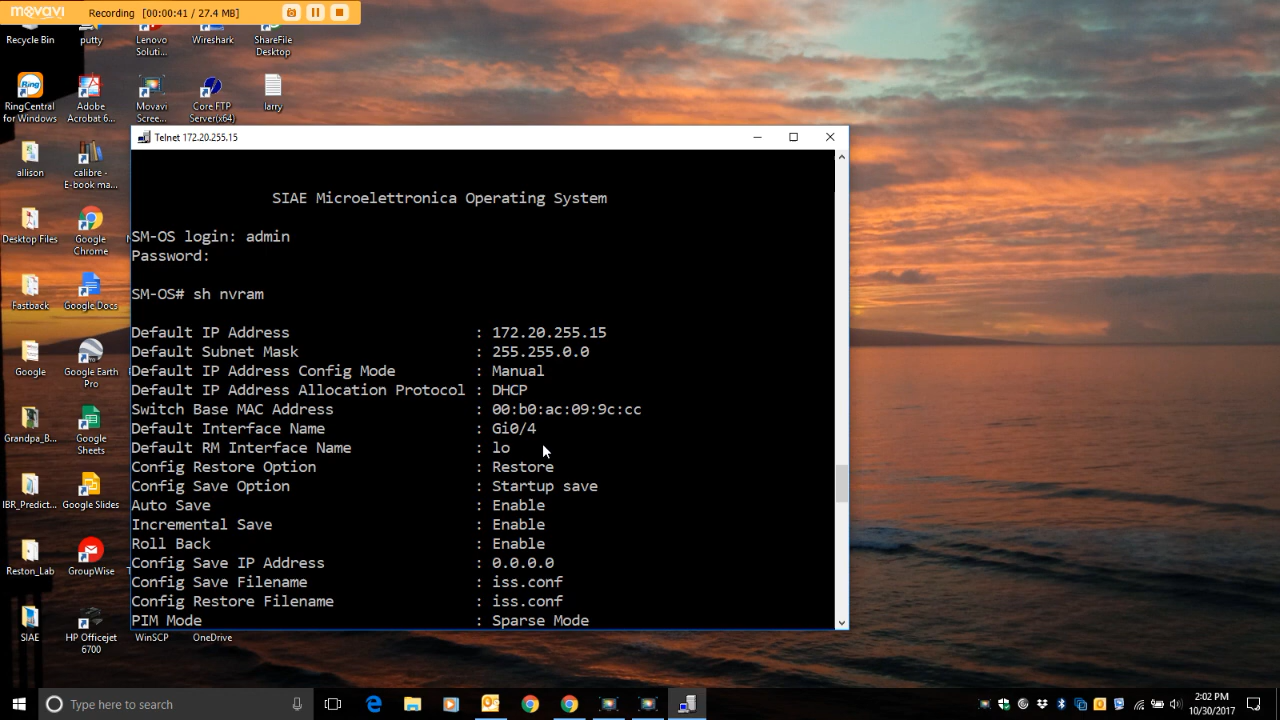 movavi
Recording [00:00:41 / 27.4 MB]
Recycle Bin
putty
Lenovo
Soluti...
Wireshark
ShareFile
Desktop
Ring
RingCentral
for Windows
Adobe
Acrobat 6...
Movavi
Scree...
Core FTP
Server(x64)
larry
allison
calibre -
E-book ma...
Desktop Files
Google
Chrome
Fastback
Google Docs
Google
Google Earth
Pro
Grandpa_B...
Google
Sheets
IBR_Predict...
Google Slides
Reston_Lab
GroupWise
SIAE
HP Officejet
6700
WinSCP
OneDrive
Telnet 172.20.255.15
SIAE Microelettronica Operating System
SM-OS login: admin
Password:
SM-OS# sh nvram
Default IP Address : 172.20.255.15
Default Subnet Mask : 255.255.0.0
Default IP Address Config Mode : Manual
Default IP Address Allocation Protocol : DHCP
Switch Base MAC Address : 00:b0:ac:09:9c:cc
Default Interface Name : Gi0/4
Default RM Interface Name : lo
Config Restore Option : Restore
Config Save Option : Startup save
Auto Save : Enable
Incremental Save : Enable
Roll Back : Enable
Config Save IP Address : 0.0.0.0
Config Save Filename : iss.conf
Config Restore Filename : iss.conf
PIM Mode : Sparse Mode
Type here to search
2:02 PM
10/30/2017